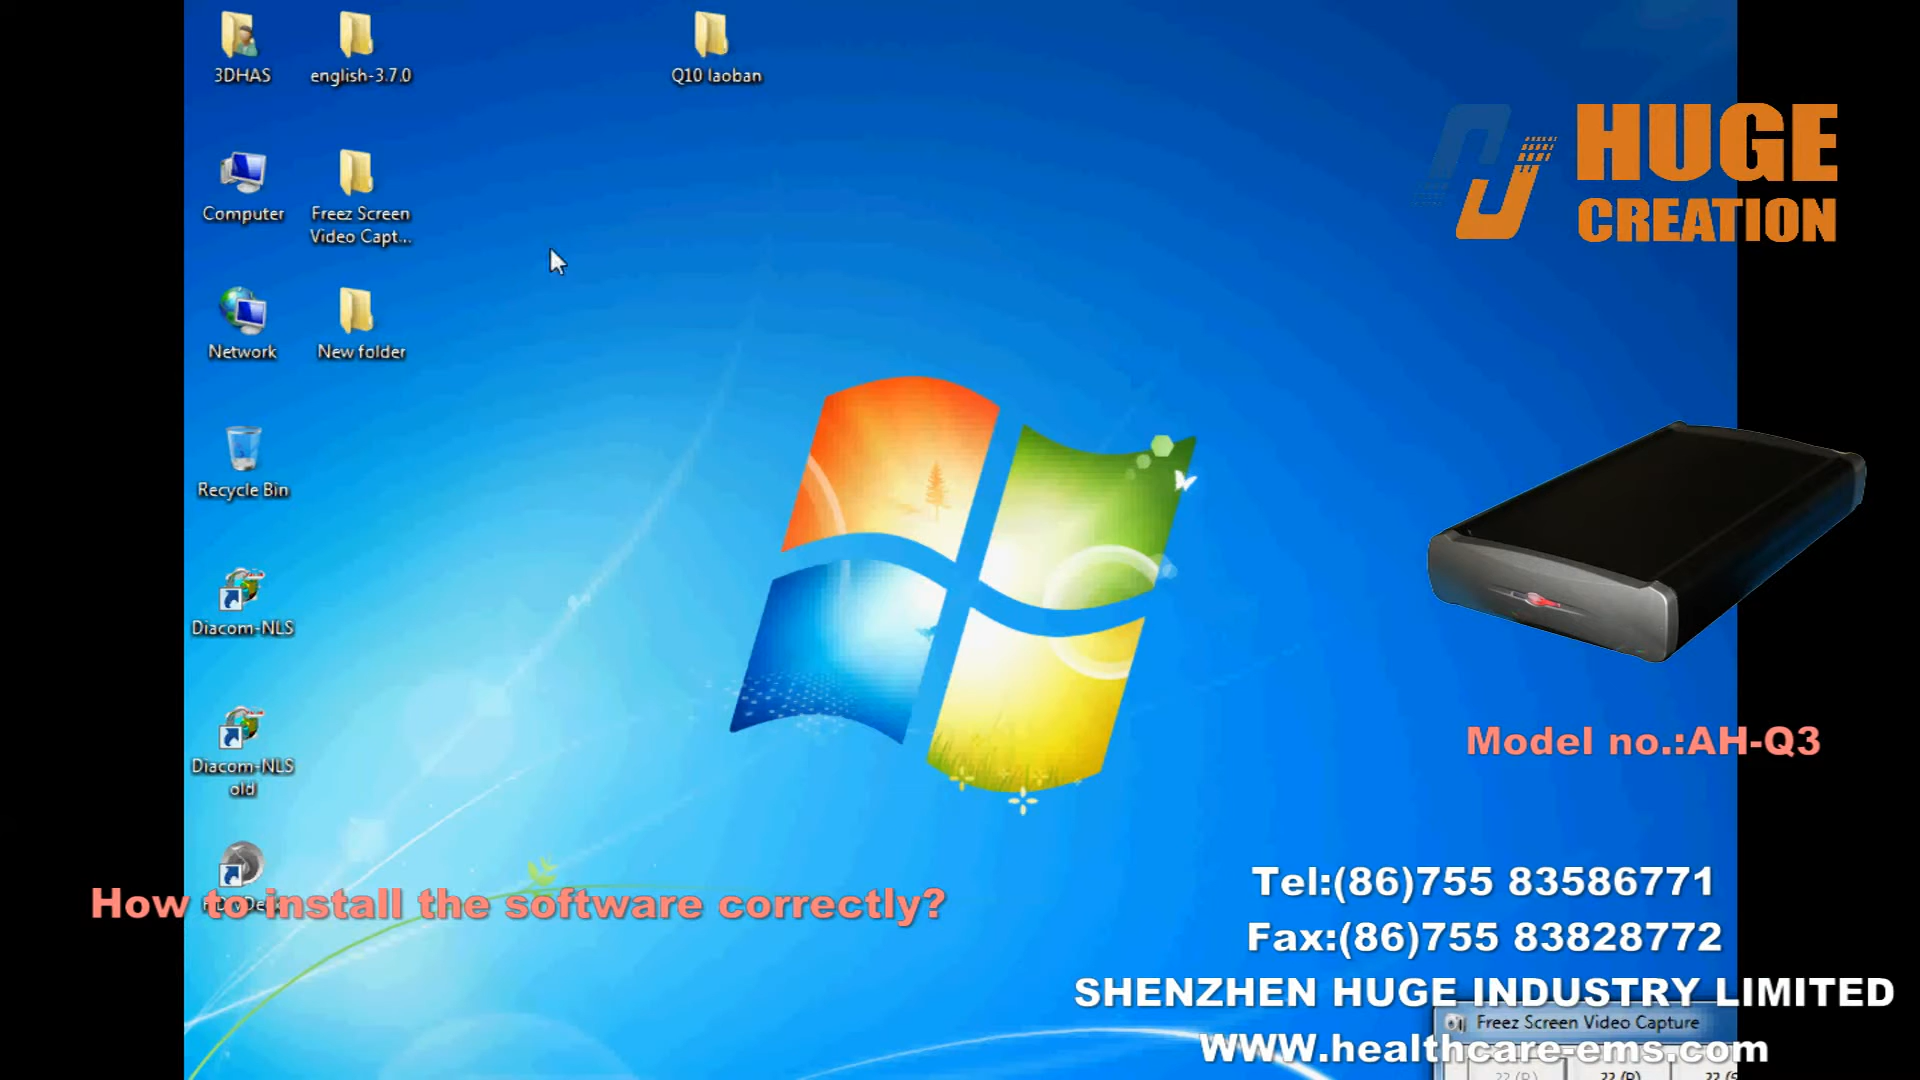 3DHAS
english-3.7.0
Q10 laoban
HUGE
CREATION
Computer
Freez Screen
Video Capt...
Network
New folder
Recycle Bin
Diacom-NLS
Model no.:AH-Q3
Diacom-NLS
old
How to install the software correctly?
Tel:(86)755 83586771
Fax:(86)755 83828772
SHENZHEN HUGE INDUSTRY LIMITED
Freez Screen Video Capture
WWW.healthcare-ems.com